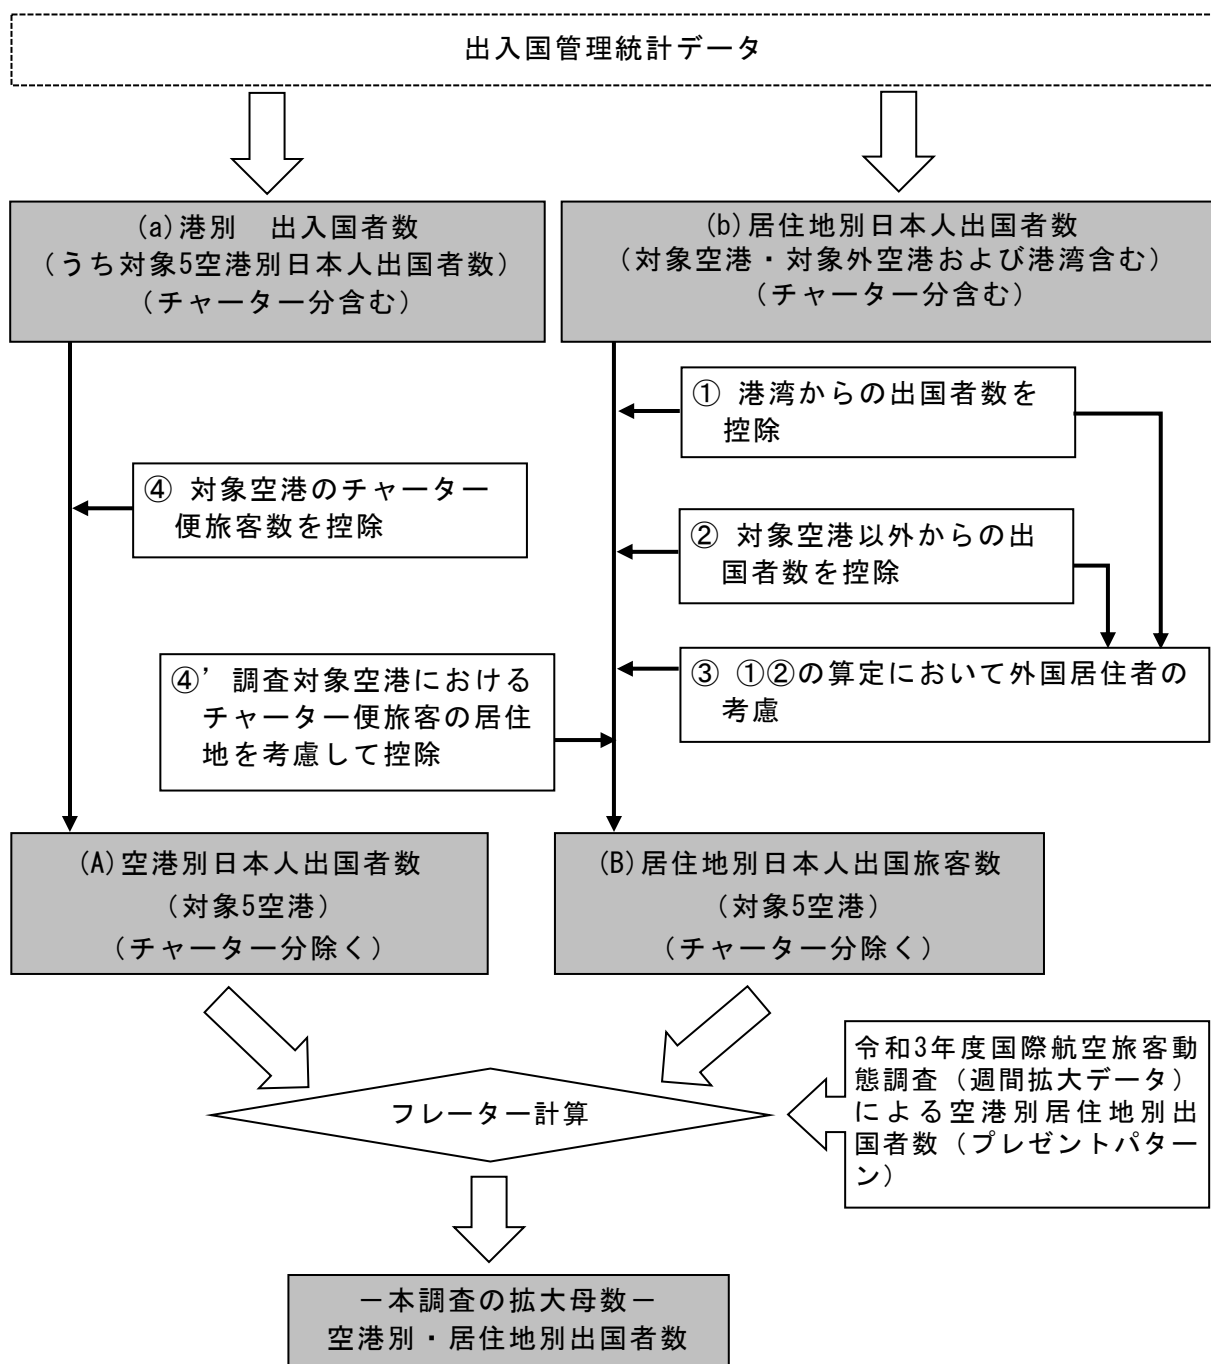 出入国管理統計データ
(a)港別　出入国者数
（うち対象5空港別日本人出国者数）
（チャーター分含む）
(b)居住地別日本人出国者数
（対象空港・対象外空港および港湾含む）
（チャーター分含む）
① 港湾からの出国者数を
控除
④ 対象空港のチャーター
便旅客数を控除
② 対象空港以外からの出
国者数を控除
④’ 調査対象空港における
チャーター便旅客の居住
地を考慮して控除
③ ①②の算定において外国居住者の
考慮
(A)空港別日本人出国者数
（対象5空港）
（チャーター分除く）
(B)居住地別日本人出国旅客数
（対象5空港）
（チャーター分除く）
令和3年度国際航空旅客動
態調査（週間拡大データ）
による空港別居住地別出
国者数（プレゼントパター
ン）
フレーター計算
－本調査の拡大母数－
空港別・居住地別出国者数